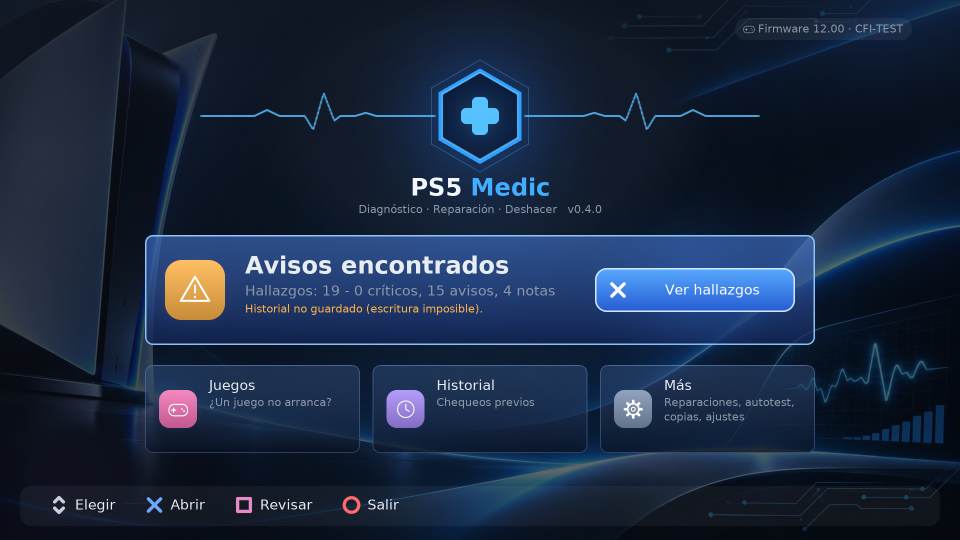 Firmware 12.00 · CFI-TEST
PS5 Medic
Diagnóstico · Reparación · Deshacer v0.4.0
Avisos encontrados
Hallazgos: 19 - 0 críticos, 15 avisos, 4 notas
Historial no guardado (escritura imposible).
Ver hallazgos
Juegos
¿Un juego no arranca?
Historial
Chequeos previos
Más
Reparaciones, autotest,
copias, ajustes
Elegir
Abrir
Revisar
Salir